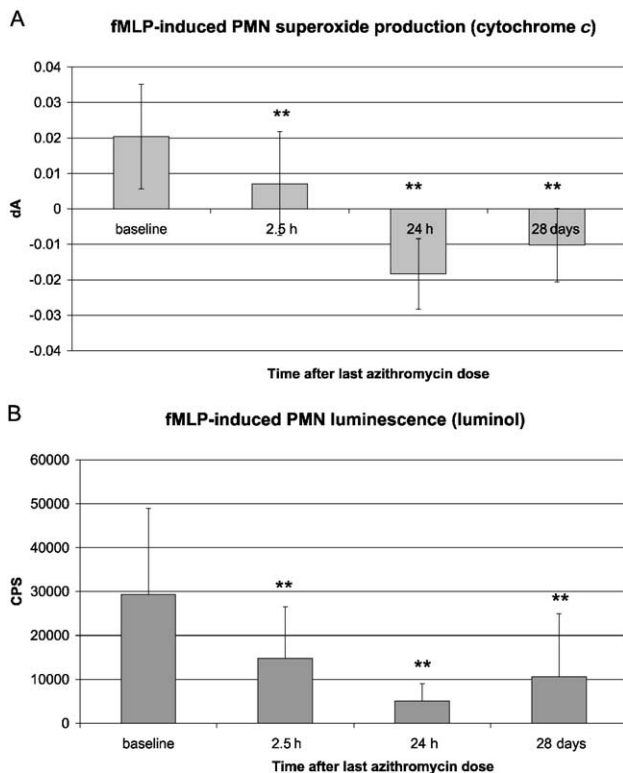 A
fMLP-induced PMN superoxide production (cytochrome c)
0.04
0.03
**
0.02
0.01
** **
dA
0
baseline 2.5 h 24 h 28 days
-0.01
-0.02
-0.03
-0.04
Time after last azithromycin dose
B
fMLP-induced PMN luminescence (luminol)
60000
50000
40000
CPS
30000
** **
20000
**
10000
0
baseline 2.5 h 24 h 28 days
Time after last azithromycin dose